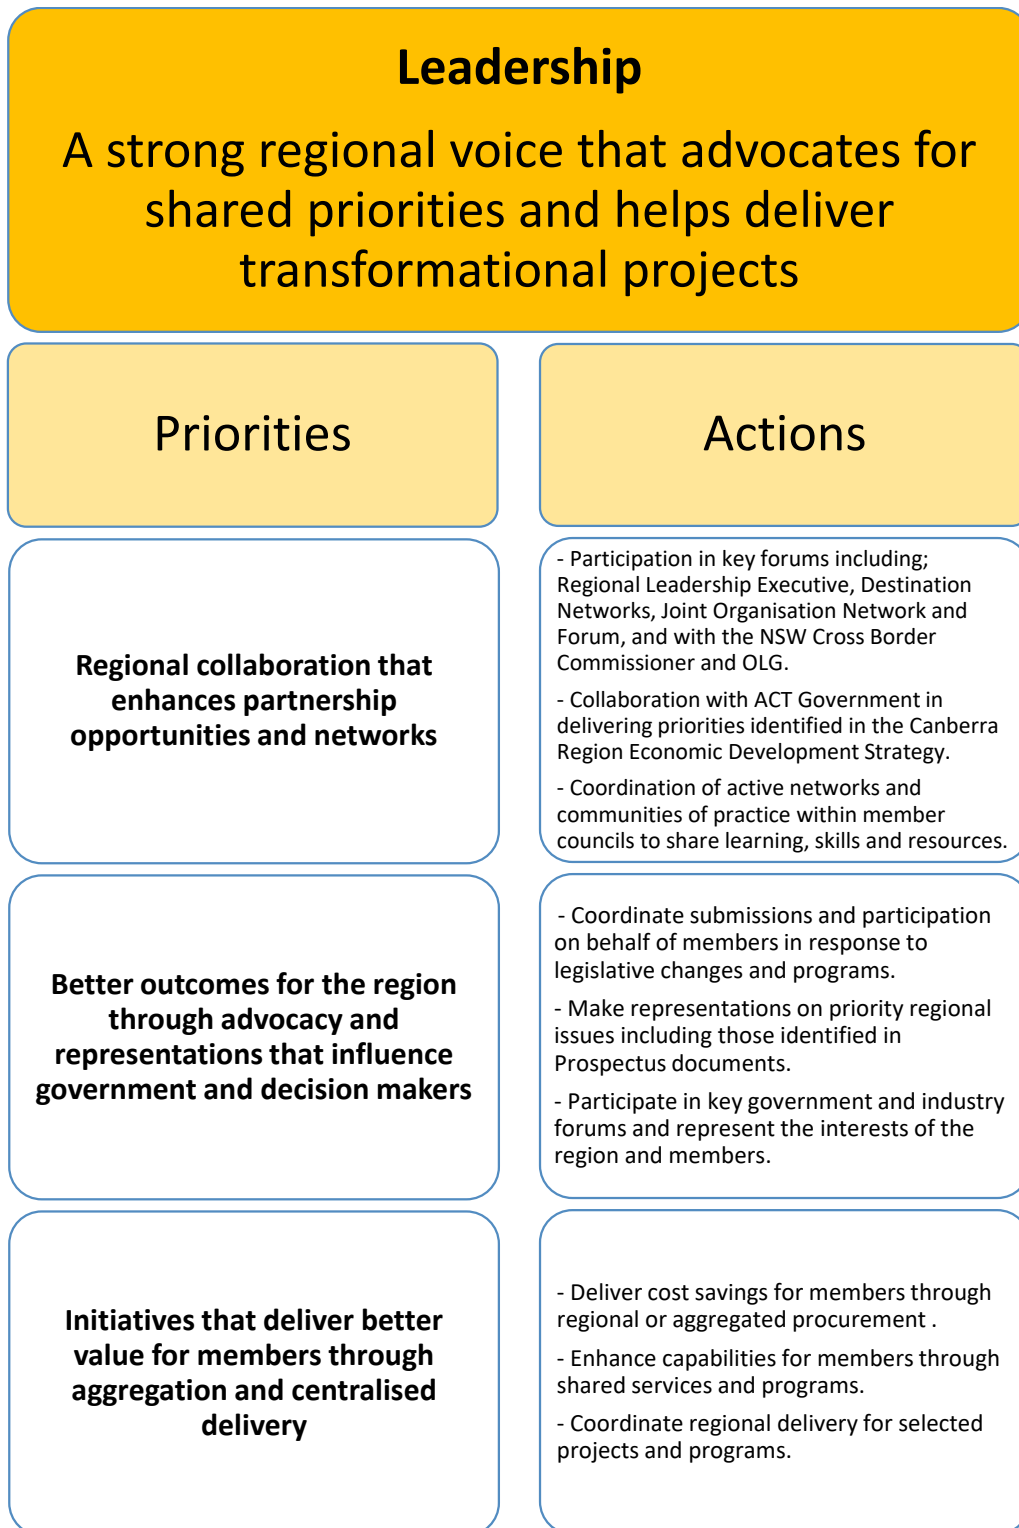 Leadership
A strong regional voice that advocates for
shared priorities and helps deliver
transformational projects
Priorities
Actions
Regional collaboration that
enhances partnership
opportunities and networks
- Participation in key forums including;
Regional Leadership Executive, Destination
Networks, Joint Organisation Network and
Forum, and with the NSW Cross Border
Commissioner and OLG.
- Collaboration with ACT Government in
delivering priorities identified in the Canberra
Region Economic Development Strategy.
- Coordination of active networks and
communities of practice within member
councils to share learning, skills and resources.
Better outcomes for the region
through advocacy and
representations that influence
government and decision makers
- Coordinate submissions and participation
on behalf of members in response to
legislative changes and programs.
- Make representations on priority regional
issues including those identified in
Prospectus documents.
- Participate in key government and industry
forums and represent the interests of the
region and members.
Initiatives that deliver better
value for members through
aggregation and centralised
delivery
- Deliver cost savings for members through
regional or aggregated procurement .
- Enhance capabilities for members through
shared services and programs.
- Coordinate regional delivery for selected
projects and programs.